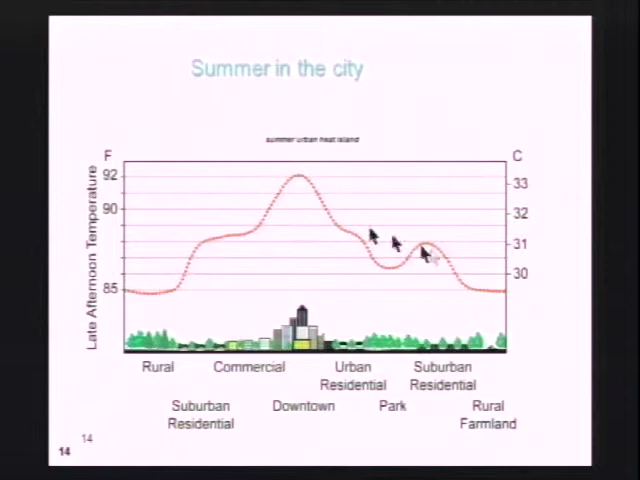 Summer in the city
summer urban heat island
F
C
Late Afternoon Temperature
92
90
85
33
32
31
30
Rural
Commercial
Urban
Residential
Suburban
Residential
Suburban
Residential
Downtown
Park
Rural
Farmland
14
14